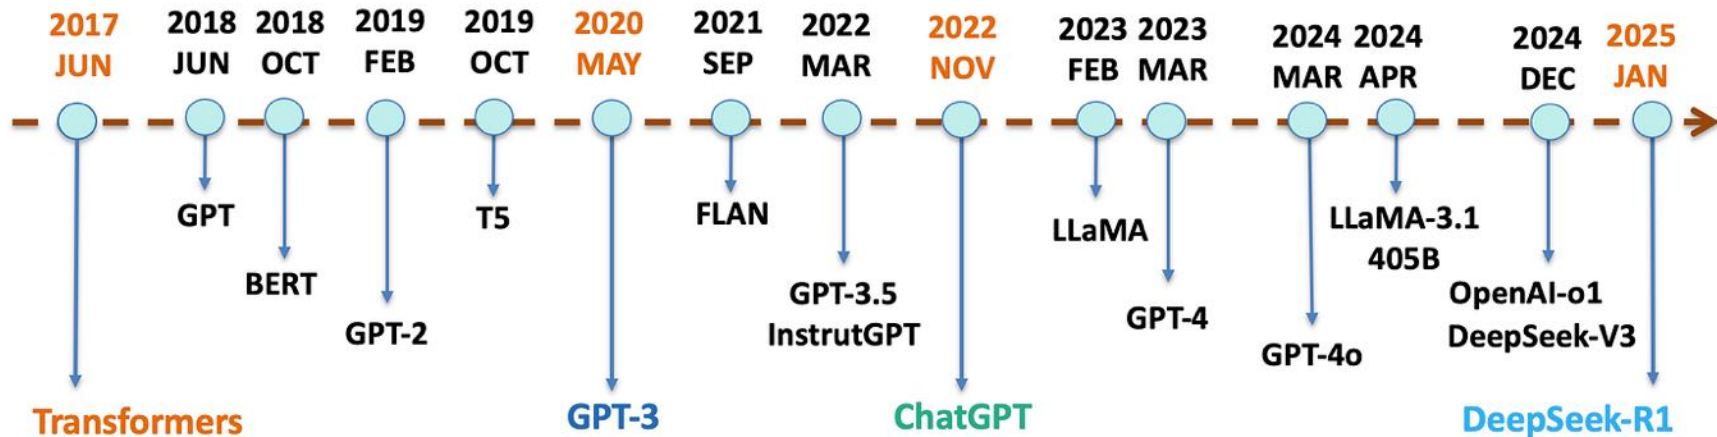 2017 JUN
2018 JUN
2018 OCT
2019 FEB
2019 OCT
2020 MAY
2021 SEP
2022 MAR
2022 NOV
2023 FEB
2023 MAR
2024 MAR
2024 APR
2024 DEC
2025 JAN
GPT
BERT
GPT-2
T5
FLAN
GPT-3.5
InstrutGPT
LLaMA
GPT-4
GPT-4o
LLaMA-3.1
405B
OpenAI-o1
DeepSeek-V3
Transformers
GPT-3
ChatGPT
DeepSeek-R1